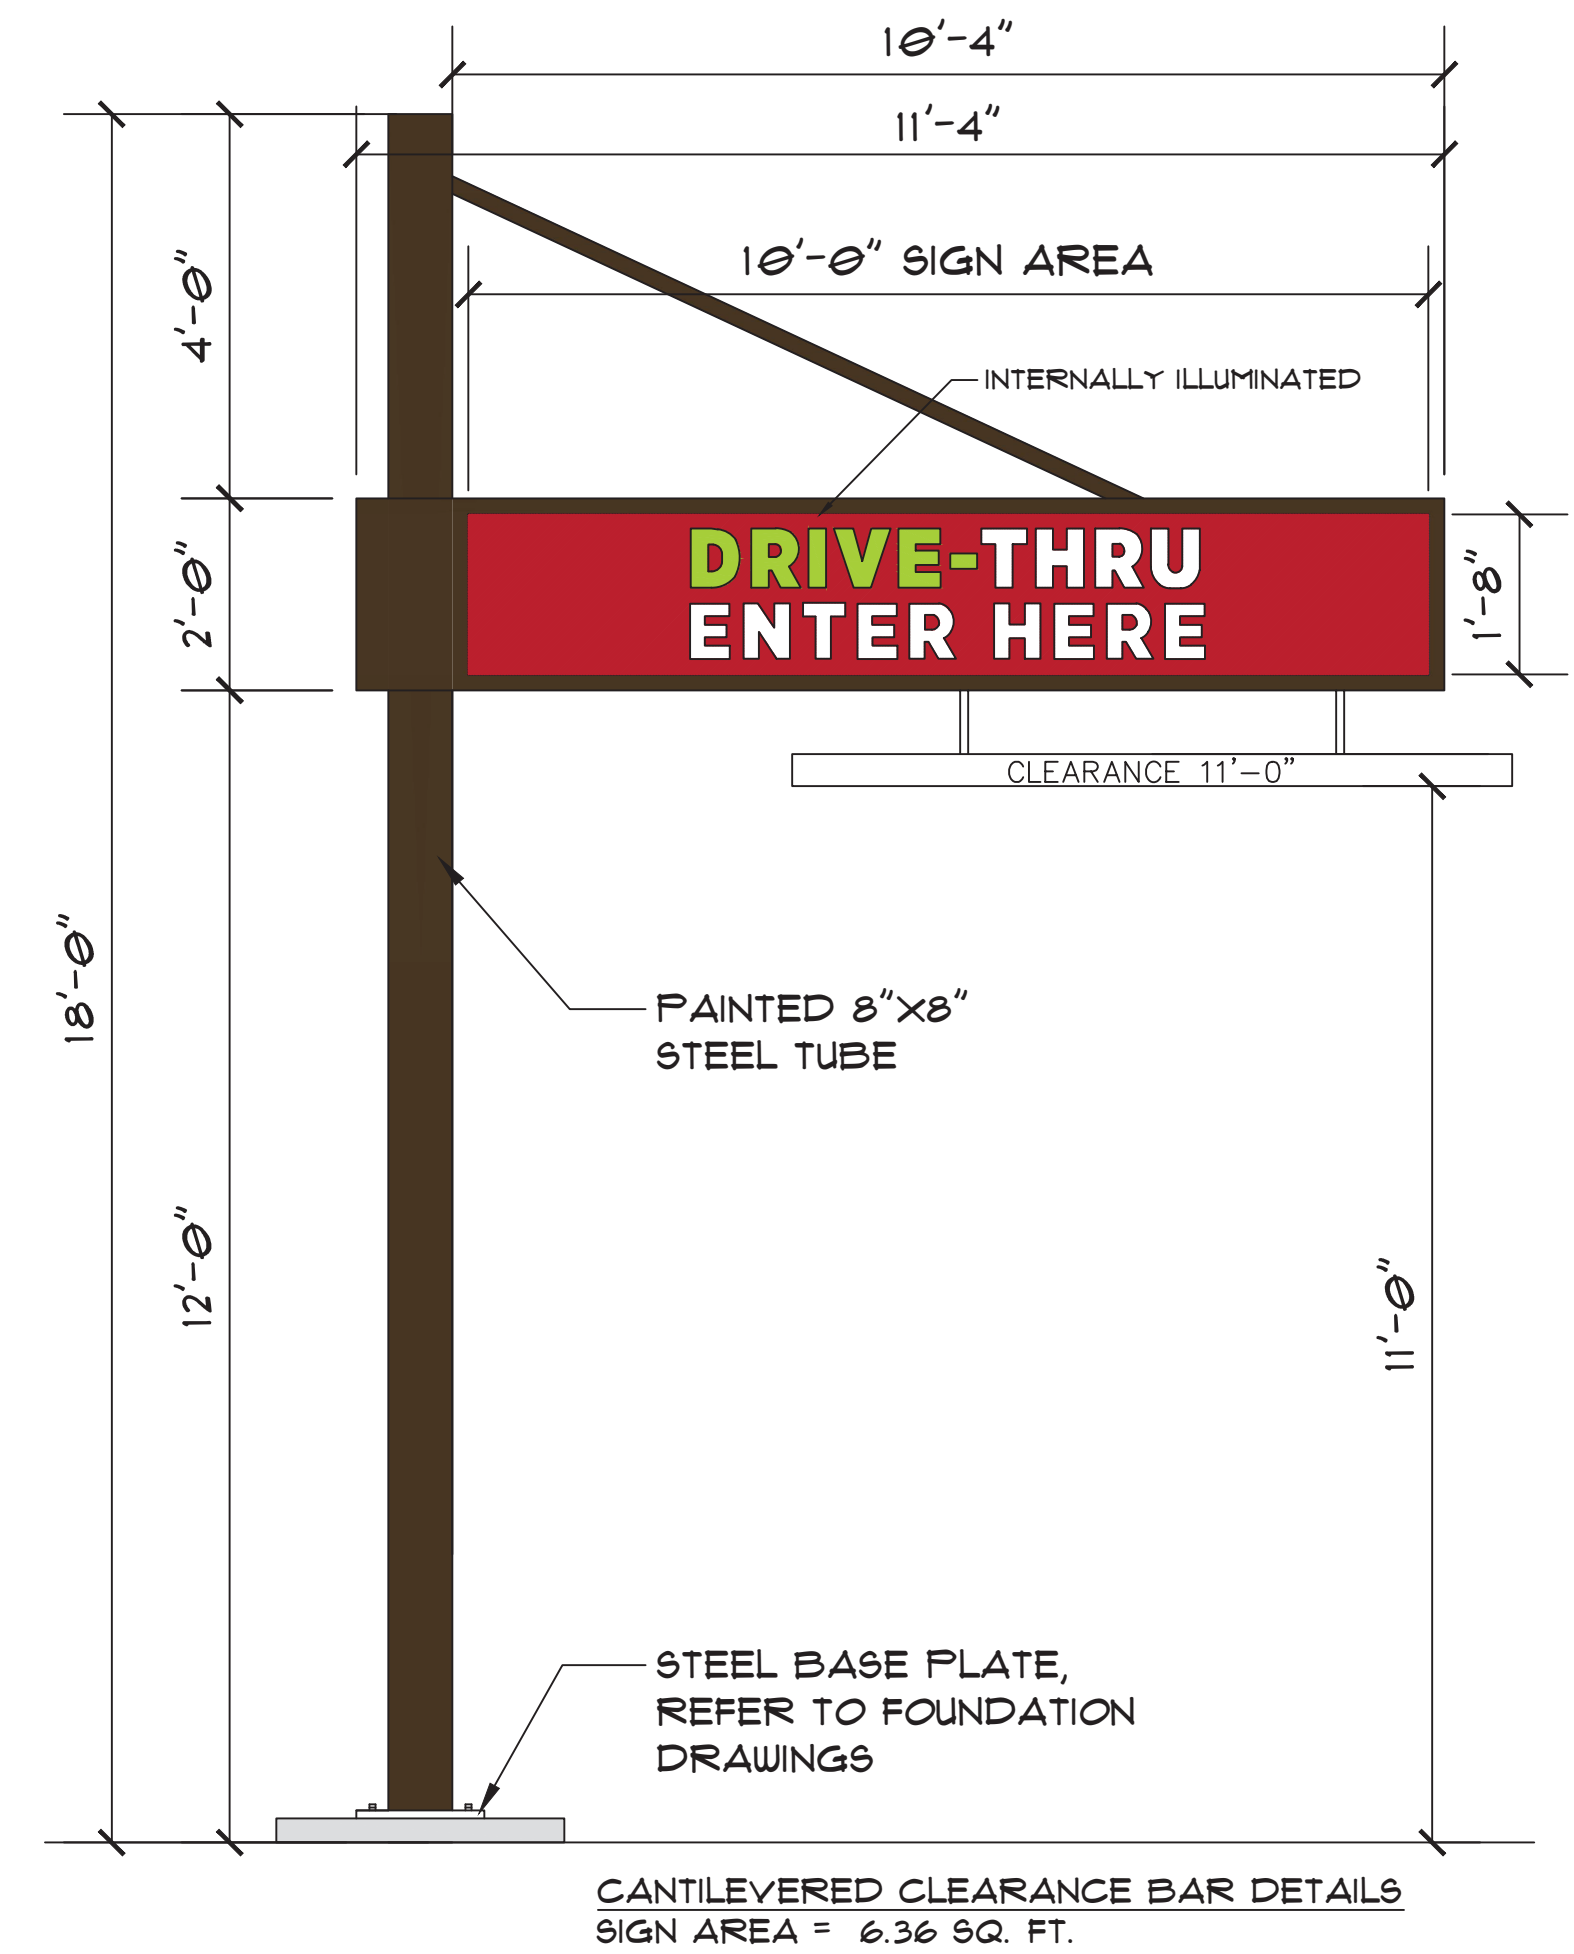 10'-4"
11'-4"
10'-0" SIGN AREA
4'-0"
INTERNALLY ILLUMINATED
DRIVE-THRU
ENTER HERE
2'-0"
1'-8"
CLEARANCE 11'-0"
18'-0"
PAINTED 8"X8"
STEEL TUBE
12'-0"
11'-0"
STEEL BASE PLATE,
REFER TO FOUNDATION
DRAWINGS
CANTILEVERED CLEARANCE BAR DETAILS
SIGN AREA = 6.36 SQ. FT.